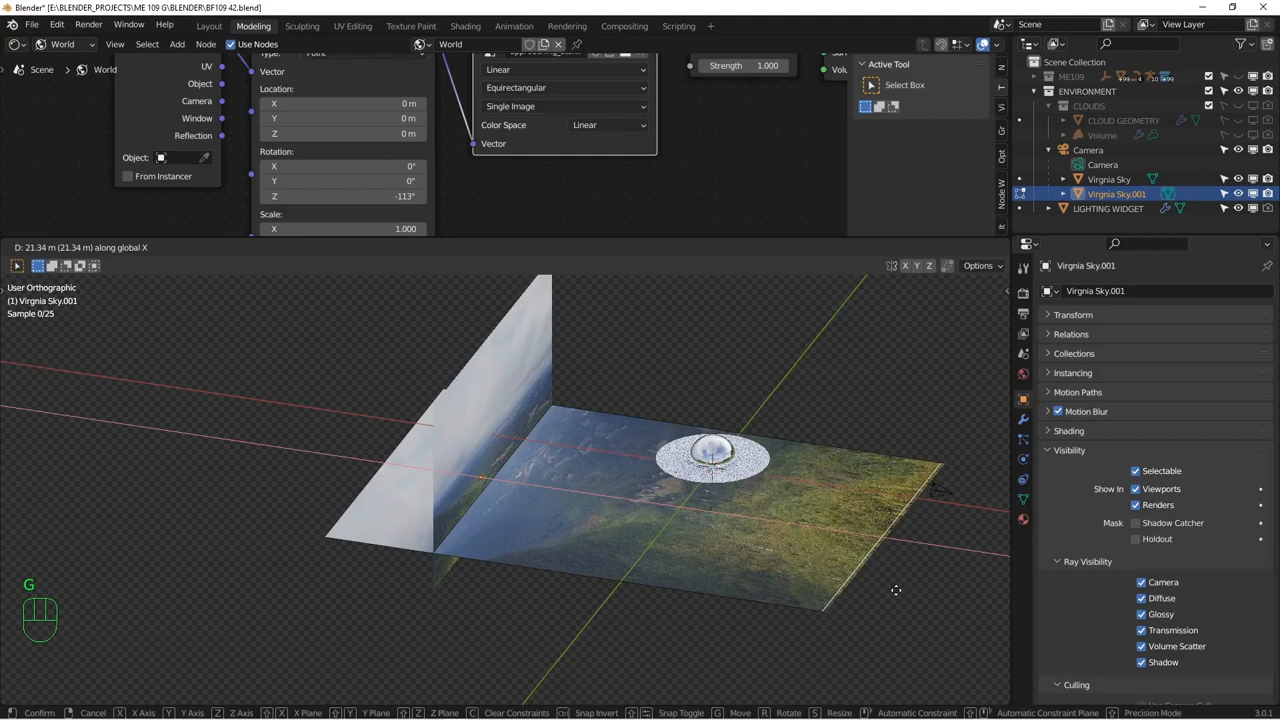 Blender* [E:\BLENDER_PROJECTS\ME 109 G\BLENDER\BF109 42.blend]
File Edit Render Window Help Layout Modeling Sculpting UV Editing Texture Paint Shading Animation Rendering Compositing Scripting + Scene View Layer
World View Select Add Node Use Nodes World
Scene World
UV
Object
Camera
Window
Reflection
Object:
From Instancer
Vector
Location:
X 0 m
Y 0 m
Z 0 m
Rotation:
X 0°
Y 0°
Z -113°
Scale:
X 1.000
Linear
Equirectangular
Single Image
Color Space Linear
Vector
Strength 1.000
Active Tool
Select Box
Scene Collection
ME109
ENVIRONMENT
CLOUDS
CLOUD GEOMETRY
Volume
Camera
Camera
Virgnia Sky
Virgnia Sky.001
LIGHTING WIDGET
D: 21.34 m (21.34 m) along global X
X Y Z Options
User Orthographic
(1) Virgnia Sky.001
Sample 0/25
G
Virgnia Sky.001
Virgnia Sky.001
Transform
Relations
Collections
Instancing
Motion Paths
Motion Blur
Shading
Visibility
Selectable
Show In Viewports
Renders
Mask Shadow Catcher
Holdout
Ray Visibility
Camera
Diffuse
Glossy
Transmission
Volume Scatter
Shadow
Culling
Confirm Cancel X X Axis Y Y Axis Z Z Axis X X Plane Y Y Plane Z Z Plane C Clear Constraints Snap Invert Snap Toggle G Move R Rotate S Resize Automatic Constraint Automatic Constraint Plane Precision Mode 3.0.1